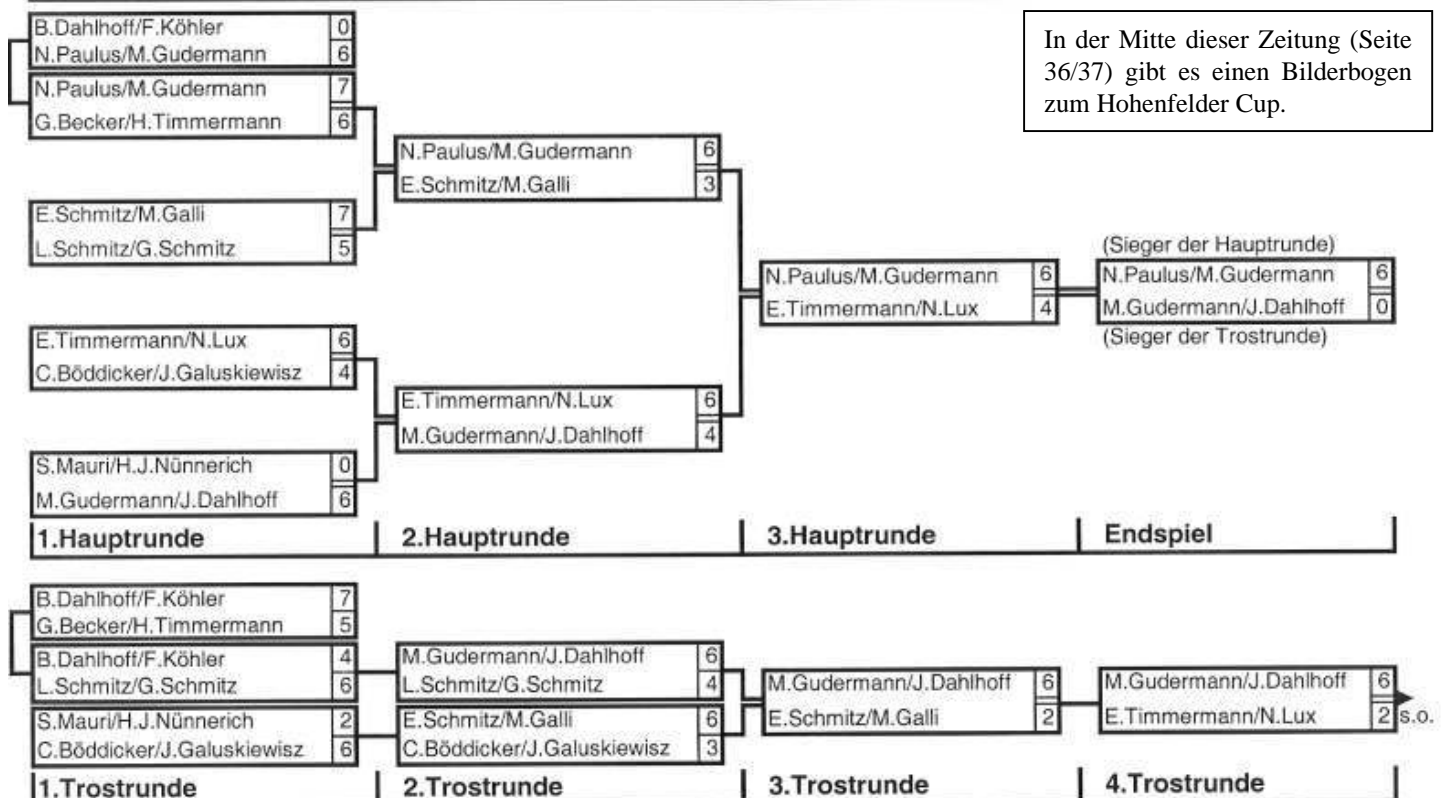 B.Dahlhoff/F.Köhler 0
N.Paulus/M.Gudermann 6
N.Paulus/M.Gudermann 7
G.Becker/H.Timmermann 6
E.Schmitz/M.Galli 7
L.Schmitz/G.Schmitz 5
E.Timmermann/N.Lux 6
C.Böddicker/J.Galuskiewisz 4
S.Mauri/H.J.Nünnerich 0
M.Gudermann/J.Dahlhoff 6
1.Hauptrunde
N.Paulus/M.Gudermann 6
E.Schmitz/M.Galli 3
E.Timmermann/N.Lux 6
M.Gudermann/J.Dahlhoff 4
2.Hauptrunde
N.Paulus/M.Gudermann 6
E.Timmermann/N.Lux 4
3.Hauptrunde
In der Mitte dieser Zeitung (Seite
36/37) gibt es einen Bilderbogen
zum Hohenfelder Cup.
(Sieger der Hauptrunde)
N.Paulus/M.Gudermann 6
M.Gudermann/J.Dahlhoff 0
(Sieger der Trostrunde)
Endspiel
B.Dahlhoff/F.Köhler 7
G.Becker/H.Timmermann 5
B.Dahlhoff/F.Köhler 4
L.Schmitz/G.Schmitz 6
S.Mauri/H.J.Nünnerich 2
C.Böddicker/J.Galuskiewisz 6
1.Trostrunde
M.Gudermann/J.Dahlhoff 6
L.Schmitz/G.Schmitz 4
E.Schmitz/M.Galli 6
C.Böddicker/J.Galuskiewisz 3
2.Trostrunde
M.Gudermann/J.Dahlhoff 6
E.Schmitz/M.Galli 2
3.Trostrunde
M.Gudermann/J.Dahlhoff 6
E.Timmermann/N.Lux 2 s.o.
4.Trostrunde